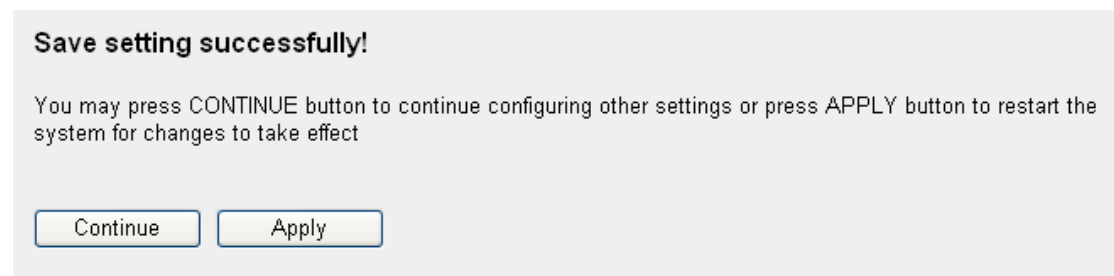 Save setting successfully!
You may press CONTINUE button to continue configuring other settings or press APPLY button to restart the
system for changes to take effect
Continue
Apply